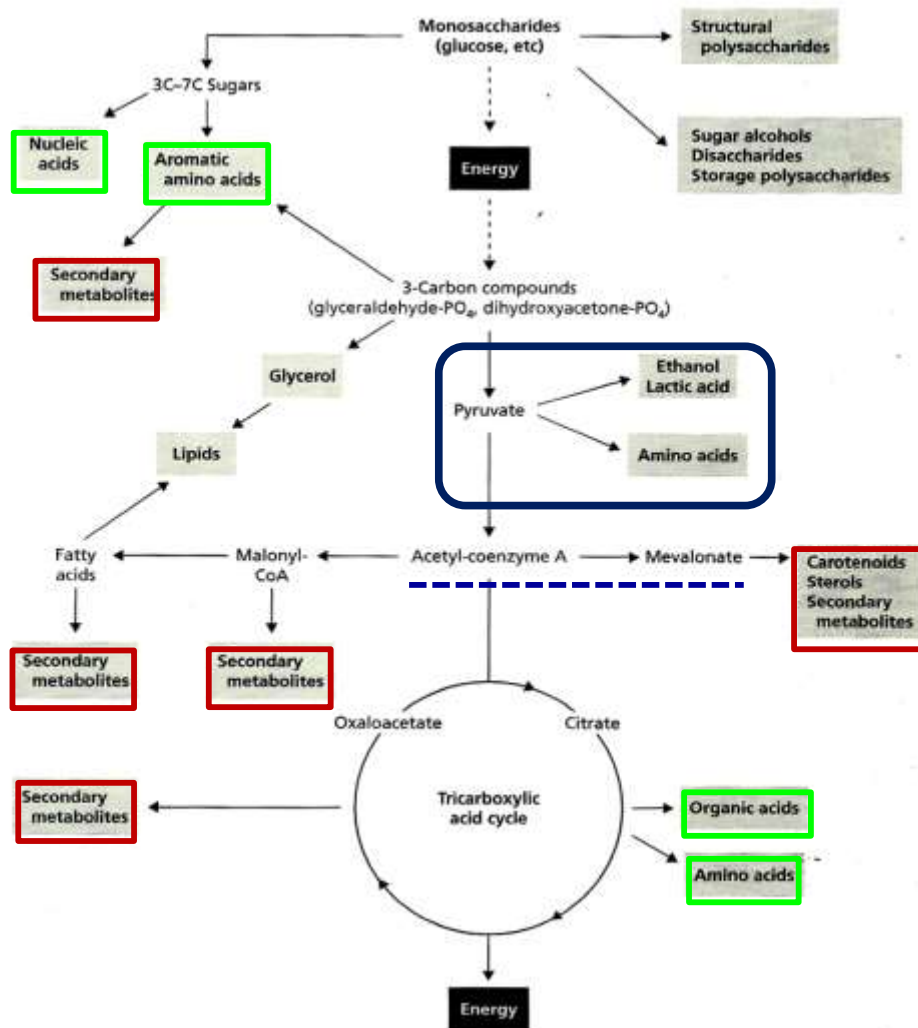 Monosaccharides
(glucose, etc)
Structural
polysaccharides
3C–7C Sugars
Nucleic
acids
Aromatic
amino acids
Sugar alcohols
Disaccharides
Storage polysaccharides
Energy
Secondary
metabolites
3-Carbon compounds
(glyceraldehyde-PO₄, dihydroxyacetone-PO₄)
Glycerol
Ethanol
Lactic acid
Pyruvate
Lipids
Amino acids
Fatty
acids
Malonyl-
CoA
Acetyl-coenzyme A
Mevalonate
Carotenoids
Sterols
Secondary
metabolites
Secondary
metabolites
Secondary
metabolites
Oxaloacetate
Citrate
Secondary
metabolites
Tricarboxylic
acid cycle
Organic acids
Amino acids
Energy